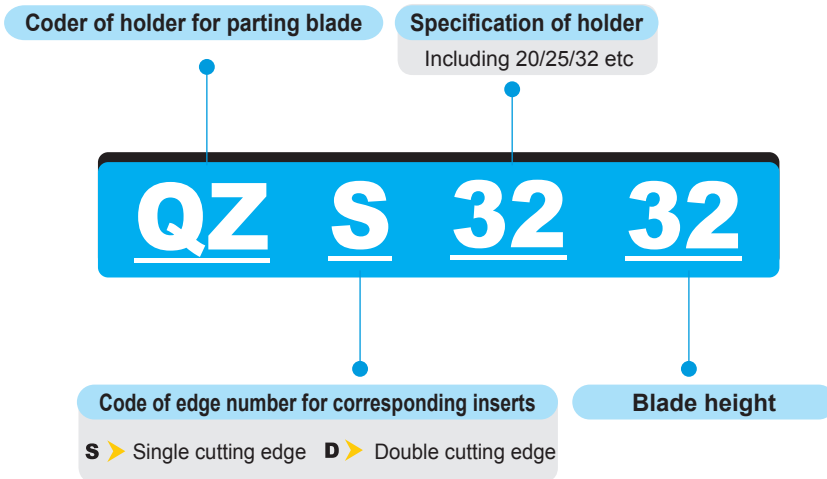 Coder of holder for parting blade
Specification of holder
Including 20/25/32 etc
QZ S 32 32
Code of edge number for corresponding inserts
Blade height
S Single cutting edge D Double cutting edge